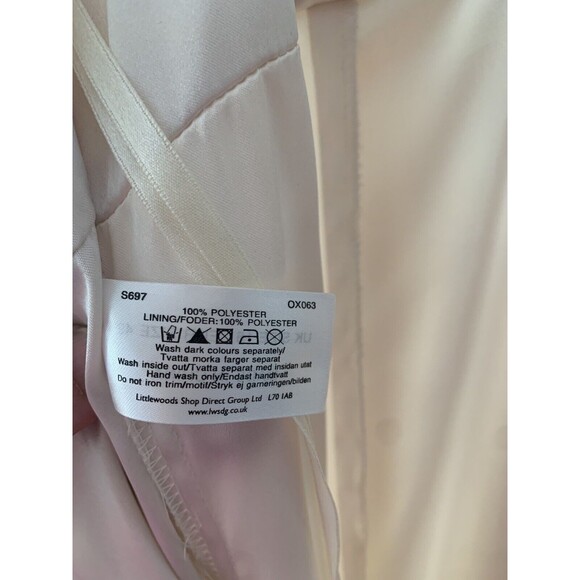 S697 OX063
100% POLYESTER
LINING/FODER:100% POLYESTER
Wash dark colours separately/
Tvatta morka farger separat
Wash inside out/Tvatta separat med insidan utat
Hand wash only/Endast handtvatt
Do not iron trim/motif/Stryk ej garneringen/bilden
Littlewoods Shop Direct Group Ltd L70 1AB
www.lwsdg.co.uk